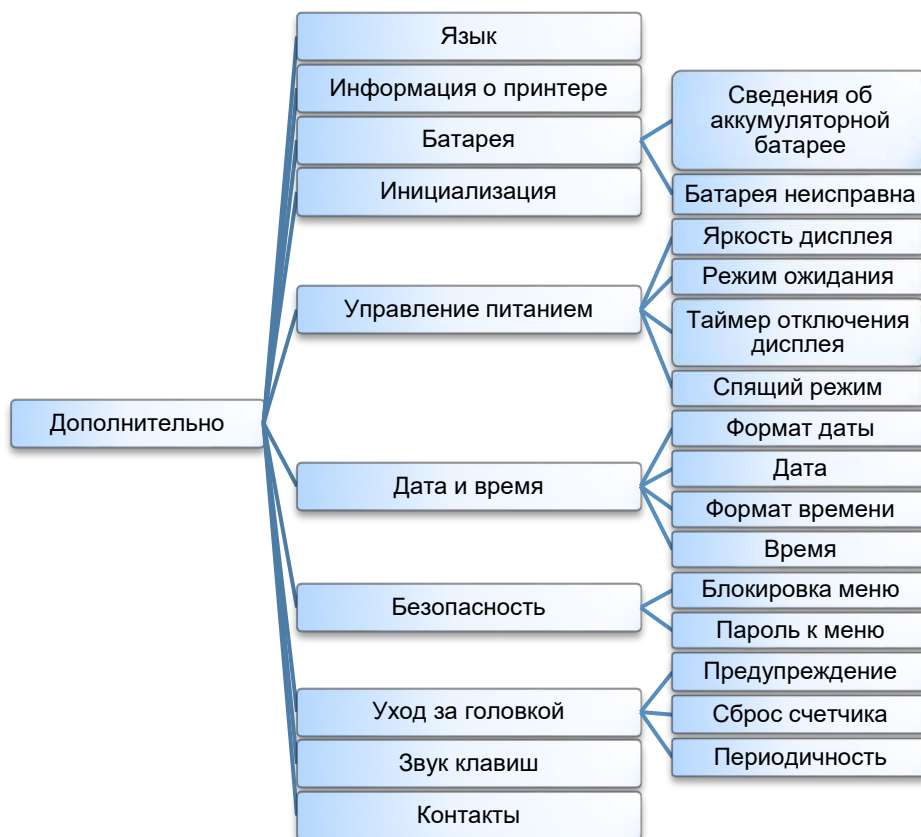 Дополнительно
Язык
Информация о принтере
Батарея
Сведения об
аккумуляторной
батарее
Батарея неисправна
Инициализация
Управление питанием
Яркость дисплея
Режим ожидания
Таймер отключения
дисплея
Спящий режим
Дата и время
Формат даты
Дата
Формат времени
Время
Безопасность
Блокировка меню
Пароль к меню
Уход за головкой
Предупреждение
Сброс счетчика
Периодичность
Звук клавиш
Контакты